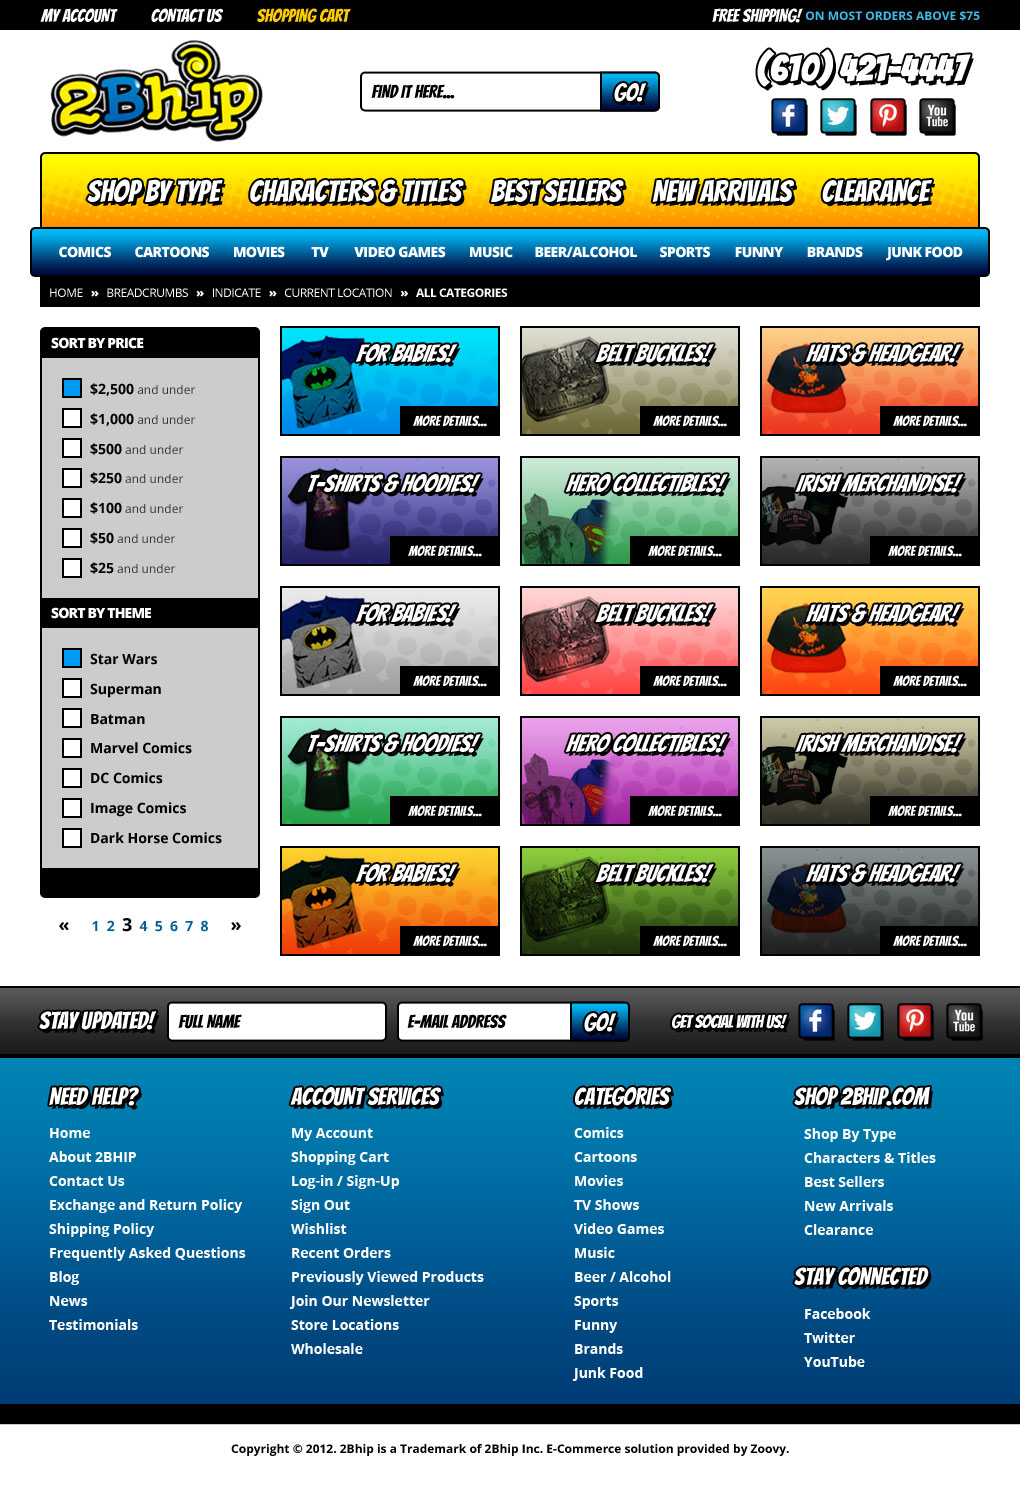 MY ACCOUNT CONTACT US SHOPPING CART FREE SHIPPING! ON MOST ORDERS ABOVE $75
2Bhip
FIND IT HERE... GO!
(610) 421-4447
You Tube
SHOP BY TYPE CHARACTERS & TITLES BEST SELLERS NEW ARRIVALS CLEARANCE
COMICS CARTOONS MOVIES TV VIDEO GAMES MUSIC BEER/ALCOHOL SPORTS FUNNY BRANDS JUNK FOOD
HOME » BREADCRUMBS » INDICATE » CURRENT LOCATION » ALL CATEGORIES
SORT BY PRICE
$2,500 and under
$1,000 and under
$500 and under
$250 and under
$100 and under
$50 and under
$25 and under
SORT BY THEME
Star Wars
Superman
Batman
Marvel Comics
DC Comics
Image Comics
Dark Horse Comics
« 1 2 3 4 5 6 7 8 »
FOR BABIES! BELT BUCKLES! HATS & HEADGEAR!
MORE DETAILS... MORE DETAILS... MORE DETAILS...
T-SHIRTS & HOODIES! HERO COLLECTIBLES! IRISH MERCHANDISE!
MORE DETAILS... MORE DETAILS... MORE DETAILS...
FOR BABIES! BELT BUCKLES! HATS & HEADGEAR!
MORE DETAILS... MORE DETAILS... MORE DETAILS...
T-SHIRTS & HOODIES! HERO COLLECTIBLES! IRISH MERCHANDISE!
MORE DETAILS... MORE DETAILS... MORE DETAILS...
FOR BABIES! BELT BUCKLES! HATS & HEADGEAR!
MORE DETAILS... MORE DETAILS... MORE DETAILS...
STAY UPDATED! FULL NAME E-MAIL ADDRESS GO! GET SOCIAL WITH US! You Tube
NEED HELP?
Home
About 2BHIP
Contact Us
Exchange and Return Policy
Shipping Policy
Frequently Asked Questions
Blog
News
Testimonials
ACCOUNT SERVICES
My Account
Shopping Cart
Log-in / Sign-Up
Sign Out
Wishlist
Recent Orders
Previously Viewed Products
Join Our Newsletter
Store Locations
Wholesale
CATEGORIES
Comics
Cartoons
Movies
TV Shows
Video Games
Music
Beer / Alcohol
Sports
Funny
Brands
Junk Food
SHOP 2BHIP.COM
Shop By Type
Characters & Titles
Best Sellers
New Arrivals
Clearance
STAY CONNECTED
Facebook
Twitter
YouTube
Copyright © 2012. 2Bhip is a Trademark of 2Bhip Inc. E-Commerce solution provided by Zoovy.